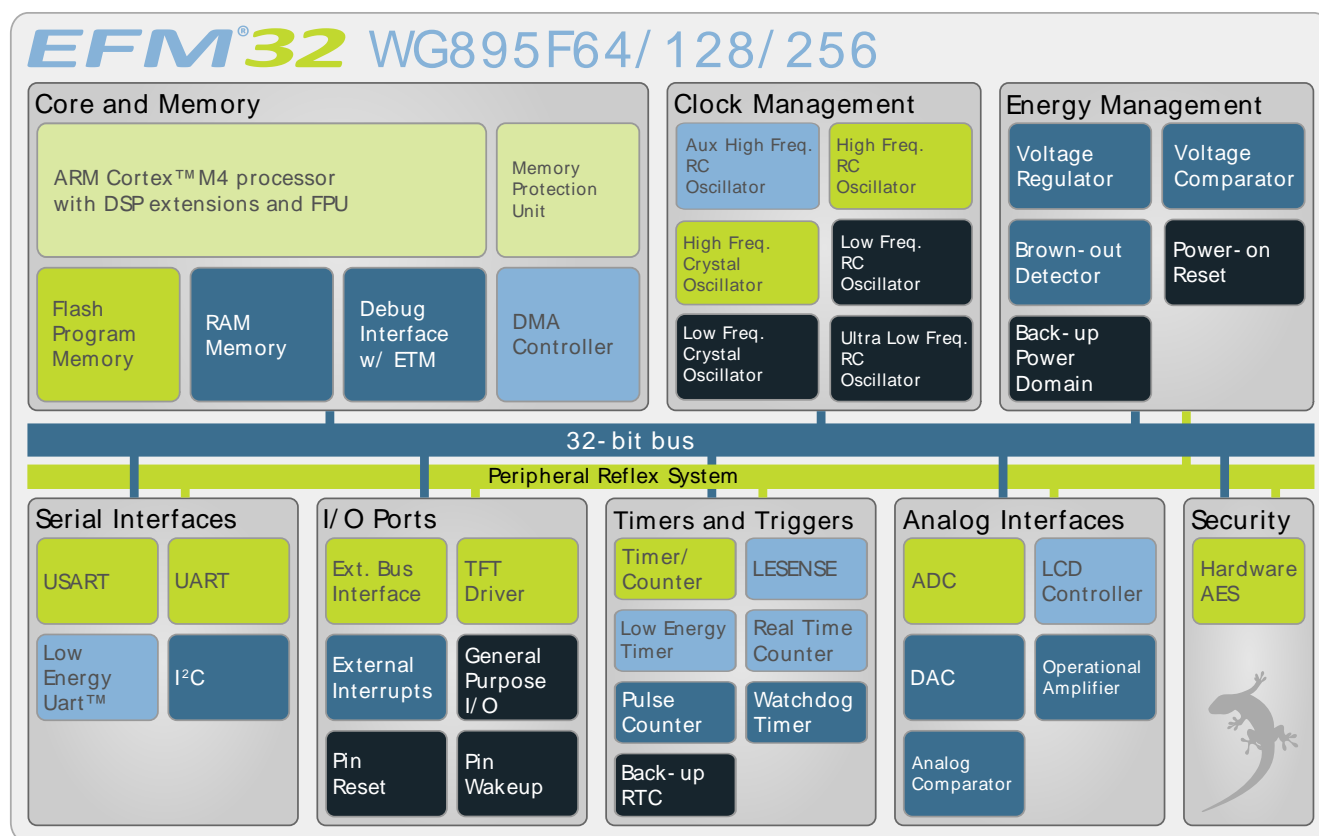 EFM®32 WG895F64/128/256
Core and Memory
ARM Cortex™ M4 processor
with DSP extensions and FPU
Memory
Protection
Unit
Flash
Program
Memory
RAM
Memory
Debug
Interface
w/ ETM
DMA
Controller
Clock Management
Aux High Freq.
RC
Oscillator
High Freq.
RC
Oscillator
High Freq.
Crystal
Oscillator
Low Freq.
RC
Oscillator
Low Freq.
Crystal
Oscillator
Ultra Low Freq.
RC
Oscillator
Energy Management
Voltage
Regulator
Voltage
Comparator
Brown-out
Detector
Power-on
Reset
Back-up
Power
Domain
32-bit bus
Peripheral Reflex System
Serial Interfaces
USART
UART
Low
Energy
Uart™
I²C
I/O Ports
Ext. Bus
Interface
TFT
Driver
External
Interrupts
General
Purpose
I/O
Pin
Reset
Pin
Wakeup
Timers and Triggers
Timer/
Counter
LESENSE
Low Energy
Timer
Real Time
Counter
Pulse
Counter
Watchdog
Timer
Back-up
RTC
Analog Interfaces
ADC
LCD
Controller
DAC
Operational
Amplifier
Analog
Comparator
Security
Hardware
AES